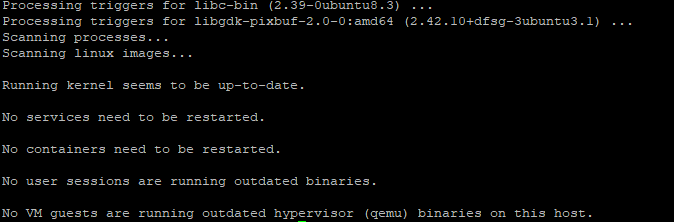 Processing triggers for libc-bin (2.39-0ubuntu8.3) ...
Processing triggers for libgdk-pixbuf-2.0-0:amd64 (2.42.10+dfsg-3ubuntu3.1) ...
Scanning processes...
Scanning linux images...
Running kernel seems to be up-to-date.
No services need to be restarted.
No containers need to be restarted.
No user sessions are running outdated binaries.
No VM guests are running outdated hypervisor (qemu) binaries on this host.